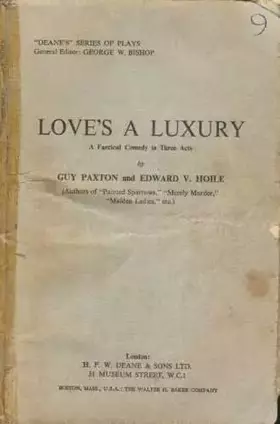 9
"DEANE'S" SERIES OF PLAYS
General Editor: GEORGE W. BISHOP
LOVE'S A LUXURY
A Farcical Comedy in Three Acts
by
GUY PAXTON and EDWARD V. HOILE
(Authors of "Painted Sparrows," "Merely Murder,"
"Maiden Ladies," etc.)
London:
H. F. W. DEANE & SONS LTD.
31 MUSEUM STREET, W.C.1
BOSTON, MASS., U.S.A.: THE WALTER H. BAKER COMPANY